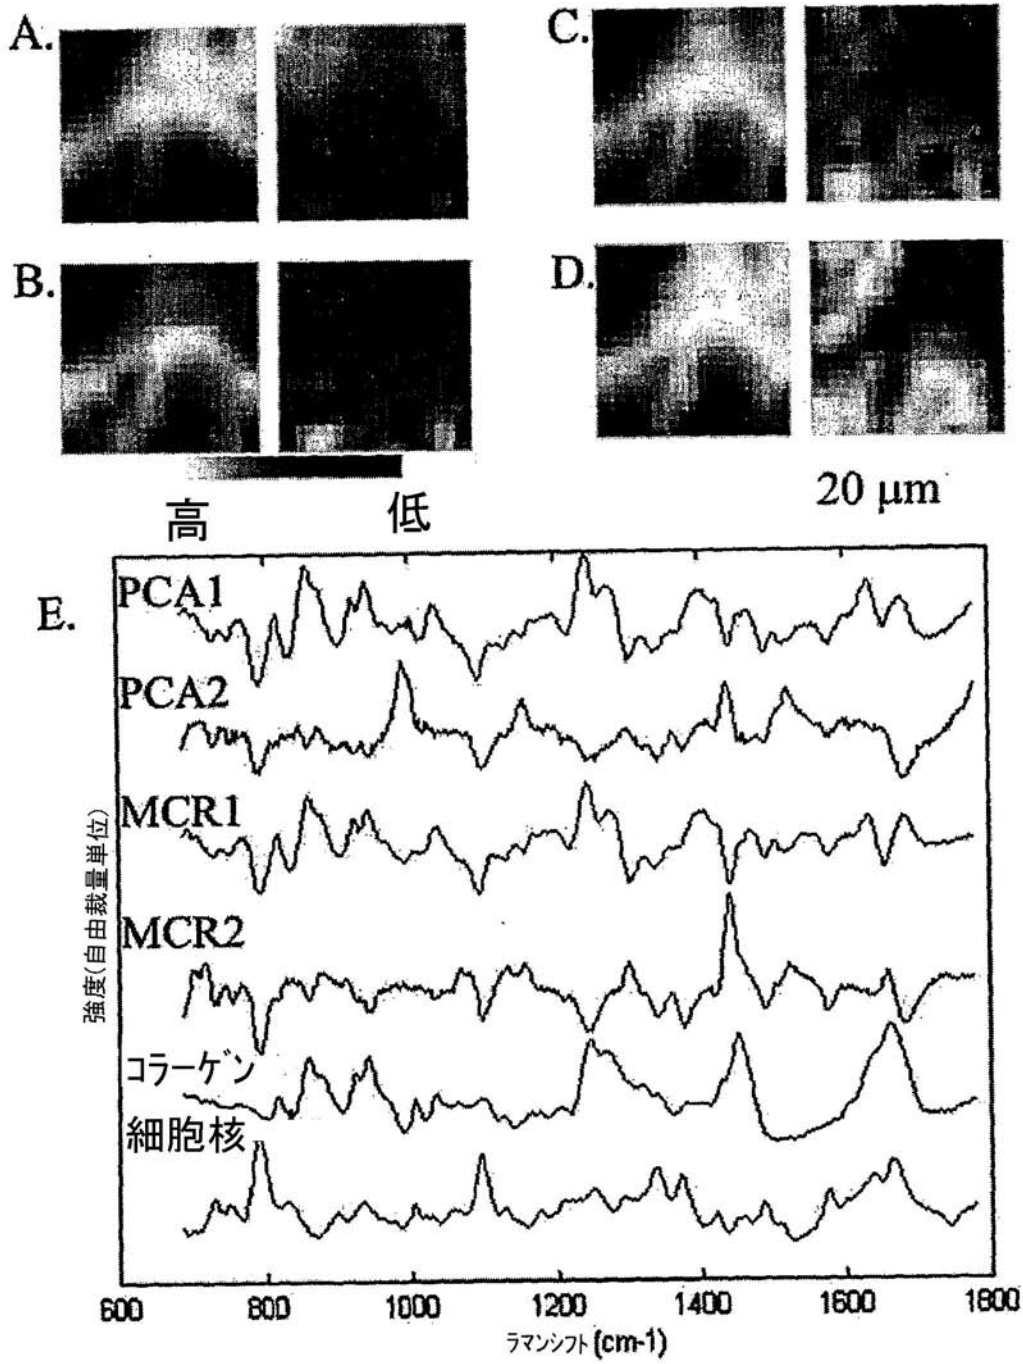 A.
C.
B.
D.
高 低
20 μm
E.
PCA1
PCA2
MCR1
MCR2
コラーゲン
細胞核
強度(自由裁量単位)
600 800 1000 1200 1400 1600 1800
ラマンシフト(cm-1)